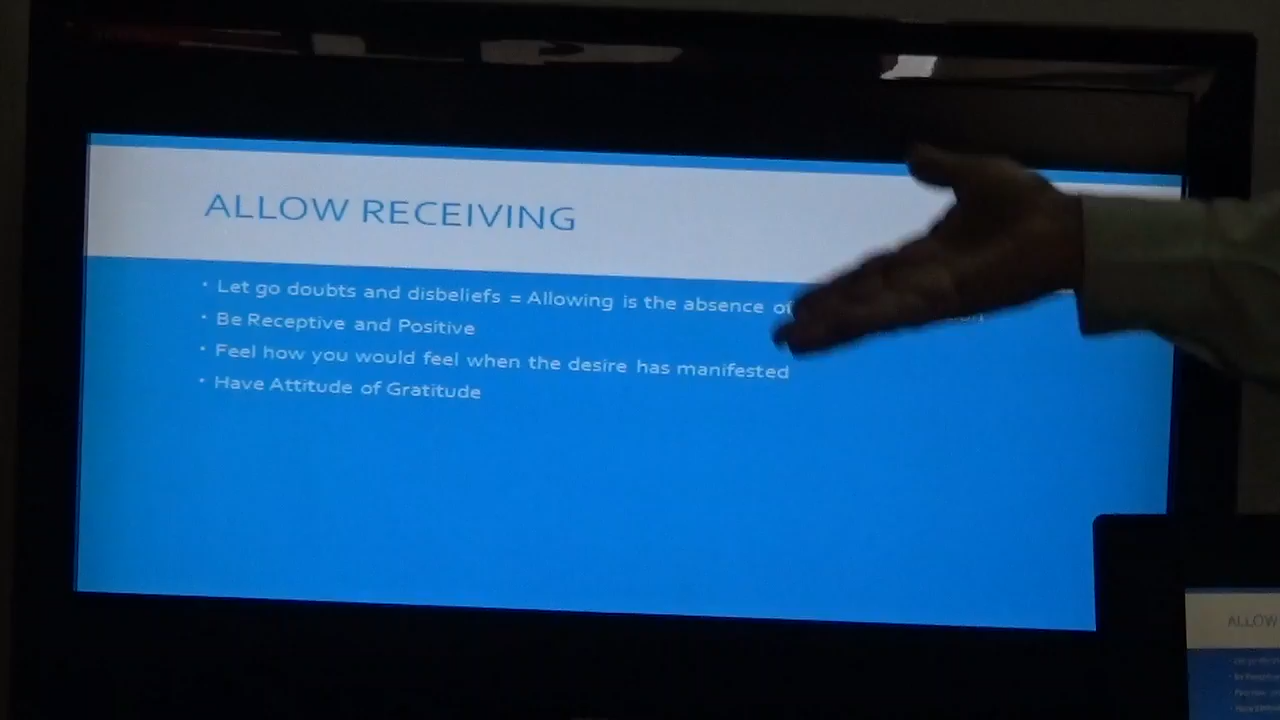 ALLOW RECEIVING
• Let go doubts and disbeliefs = Allowing is the absence of
• Be Receptive and Positive
• Feel how you would feel when the desire has manifested
• Have Attitude of Gratitude
ALLOW